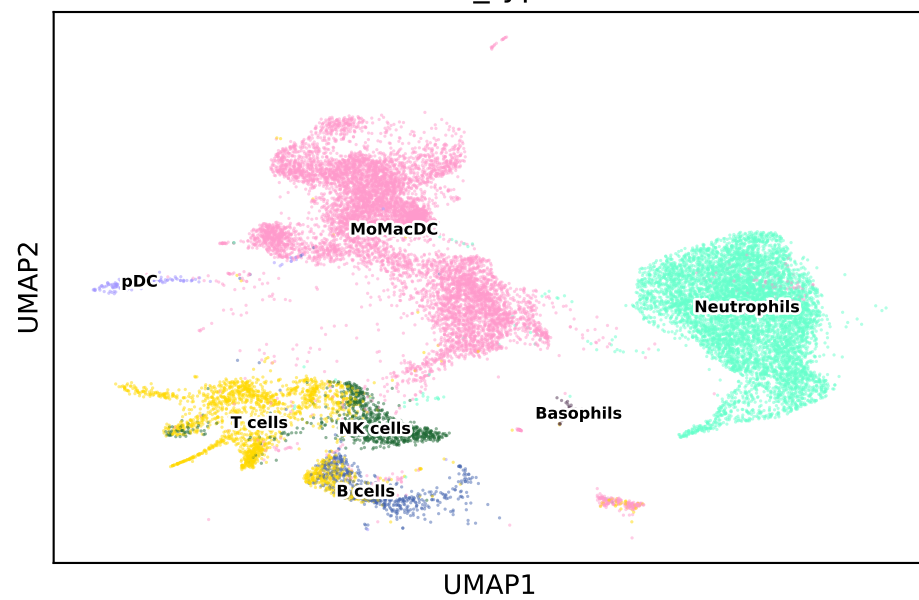 MoMacDC
pDC
Neutrophils
Basophils
T cells
NK cells
B cells
UMAP2
UMAP1